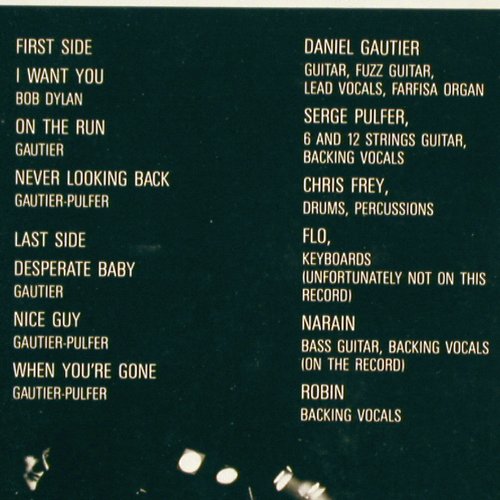 FIRST SIDE
I WANT YOU
BOB DYLAN
ON THE RUN
GAUTIER
NEVER LOOKING BACK
GAUTIER-PULFER
LAST SIDE
DESPERATE BABY
GAUTIER
NICE GUY
GAUTIER-PULFER
WHEN YOU'RE GONE
GAUTIER-PULFER
DANIEL GAUTIER
GUITAR, FUZZ GUITAR,
LEAD VOCALS, FARFISA ORGAN
SERGE PULFER,
6 AND 12 STRINGS GUITAR,
BACKING VOCALS
CHRIS FREY,
DRUMS, PERCUSSIONS
FLO,
KEYBOARDS
(UNFORTUNATELY NOT ON THIS
RECORD)
NARAIN
BASS GUITAR, BACKING VOCALS
(ON THE RECORD)
ROBIN
BACKING VOCALS